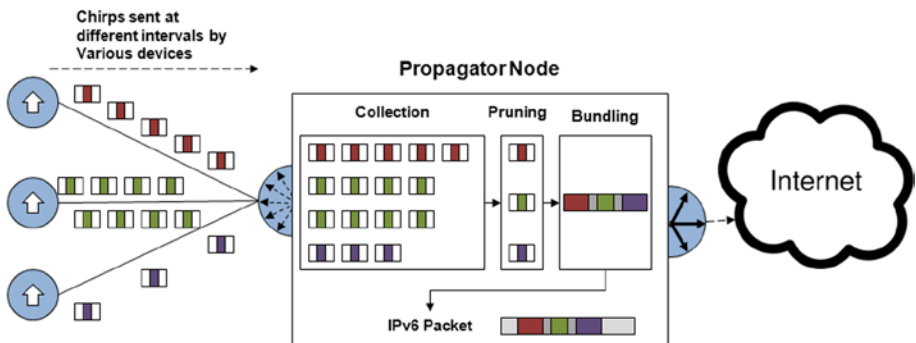 Chirps sent at
different intervals by
Various devices
Propagator Node
Collection
Pruning
Bundling
Internet
IPv6 Packet